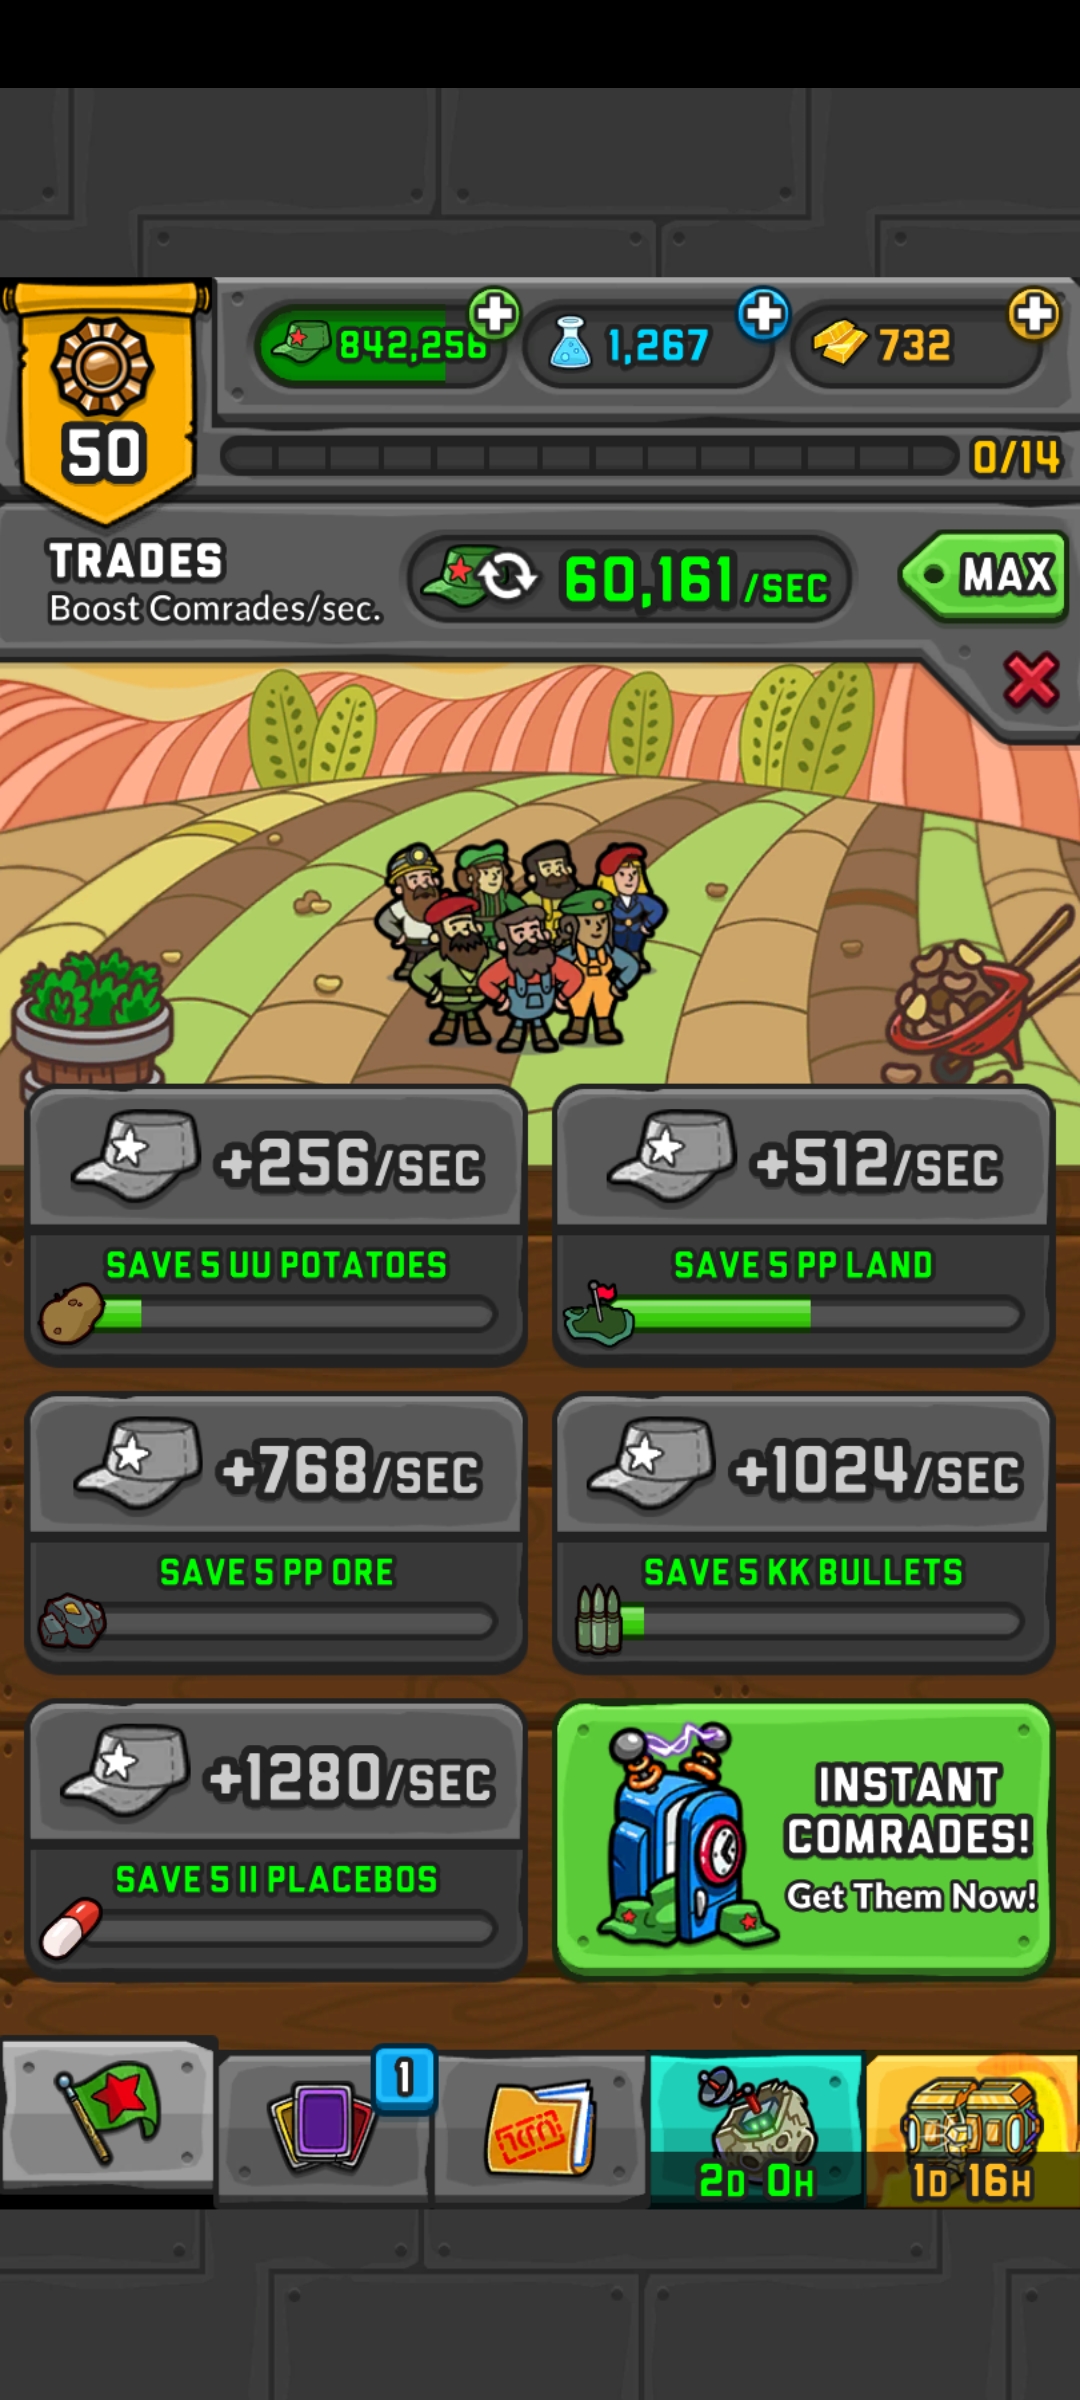 842,256
1,267
732
50
0/14
TRADES
Boost Comrades/sec.
60,161/SEC
MAX
+256/SEC
SAVE 5 UU POTATOES
+512/SEC
SAVE 5 PP LAND
+768/SEC
SAVE 5 PP ORE
+1024/SEC
SAVE 5 KK BULLETS
+1280/SEC
SAVE 5 II PLACEBOS
INSTANT
COMRADES!
Get Them Now!
1
2D 0H
1D 16H